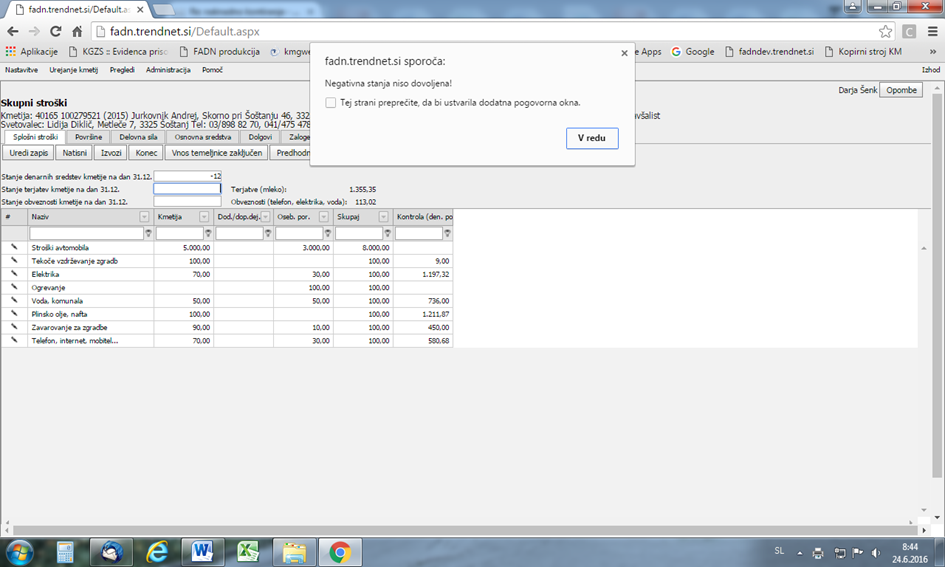 fadn.trendnet.si/Default.as
fadn.trendnet.si/Default.aspx
Aplikacije KGZS :: Evidenca prisc FADN produkcija kmgw e Apps Google fadndev.trendnet.si Kopirni stroj KM »
Nastavitve Urejanje kmetij Pregledi Administracija Pomoč Izhod
fadn.trendnet.si sporoča:
Negativna stanja niso dovoljena!
Tej strani preprečite, da bi ustvarila dodatna pogovorna okna.
V redu
Darja Šenk Opombe
Skupni stroški
Kmetija: 40165 100279521 (2015) Jurkovnik Andrej, Skorno pri Šoštanju 46, 332 avšalist
Svetovalec: Lidija Diklič, Metleče 7, 3325 Šoštanj Tel: 03/898 82 70, 041/475 478
Splošni stroški Površine Delovna sila Osnovna sredstva Dolgovi Zaloge
Uredi zapis Natisni Izvozi Konec Vnos temeljnice zaključen Predhodn
Stanje denarnih sredstev kmetije na dan 31.12. -12
Stanje terjatev kmetije na dan 31.12. Terjatve (mleko): 1.355,35
Stanje obveznosti kmetije na dan 31.12. Obveznosti (telefon, elektrika, voda): 113,02
# Naziv Kmetija Dod./dop.dej. Oseb. por. Skupaj Kontrola (den. po
Stroški avtomobila 5.000,00 3.000,00 8.000,00
Tekoče vzdrževanje zgradb 100,00 100,00 9,00
Elektrika 70,00 30,00 100,00 1.197,32
Ogrevanje 100,00 100,00
Voda, komunala 50,00 50,00 100,00 736,00
Plinsko olje, nafta 100,00 100,00 1.211,87
Zavarovanje za zgradbe 90,00 10,00 100,00 450,00
Telefon, internet, mobitel... 70,00 30,00 100,00 580,68
SL 8:44
24.6.2016